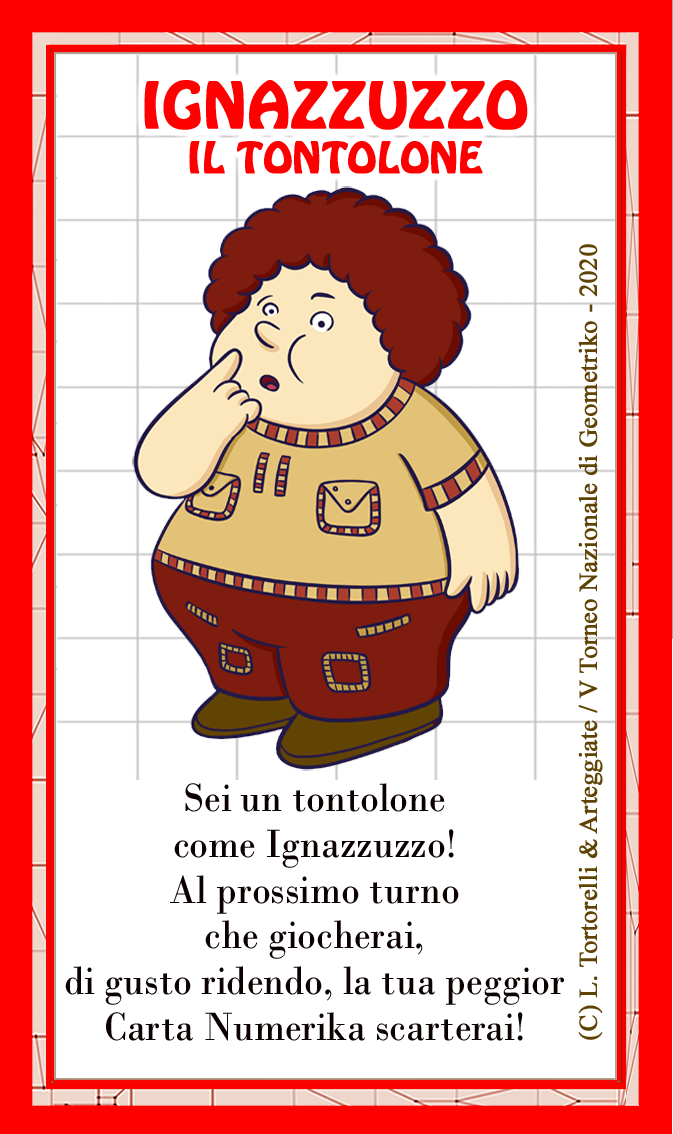 IGNAZZUZZO
IL TONTOLONE
Sei un tontolone
come Ignazzuzzo!
Al prossimo turno
che giocherai,
di gusto ridendo, la tua peggior
Carta Numerika scarterai!
(C) L. Tortorelli & Arteggiate / V Torneo Nazionale di Geometriko - 2020